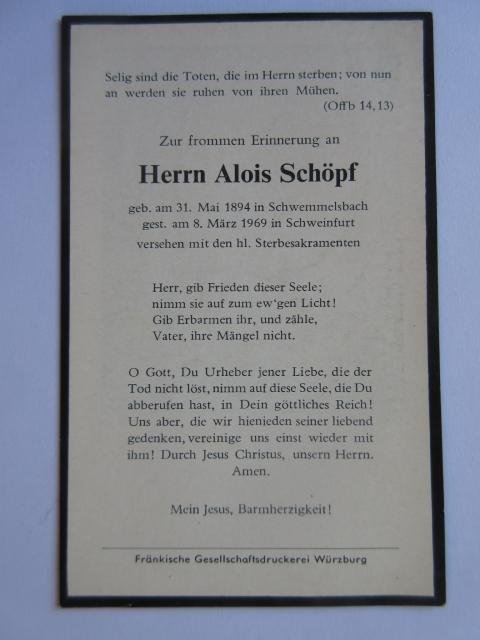 Selig sind die Toten, die im Herrn sterben; von nun
an werden sie ruhen von ihren Mühen.
(Offb 14,13)
Zur frommen Erinnerung an
Herrn Alois Schöpf
geb. am 31. Mai 1894 in Schwemmelsbach
gest. am 8. März 1969 in Schweinfurt
versehen mit den hl. Sterbesakramenten
Herr, gib Frieden dieser Seele;
nimm sie auf zum ew'gen Licht!
Gib Erbarmen ihr, und zähle,
Vater, ihre Mängel nicht.
O Gott, Du Urheber jener Liebe, die der
Tod nicht löst, nimm auf diese Seele, die Du
abberufen hast, in Dein göttliches Reich!
Uns aber, die wir hienieden seiner liebend
gedenken, vereinige uns einst wieder mit
ihm! Durch Jesus Christus, unsern Herrn.
Amen.
Mein Jesus, Barmherzigkeit!
Fränkische Gesellschaftsdruckerei Würzburg